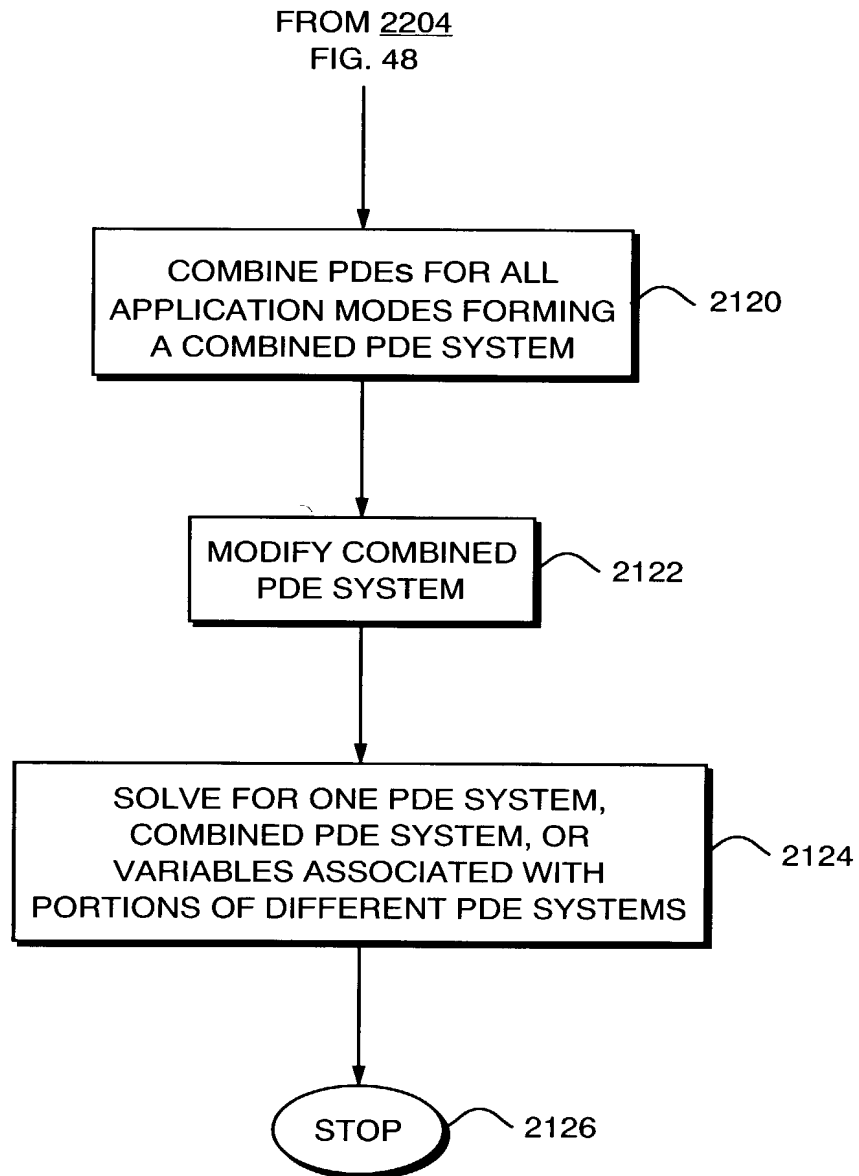 FROM 2204
FIG. 48
COMBINE PDEs FOR ALL
APPLICATION MODES FORMING
A COMBINED PDE SYSTEM
2120
MODIFY COMBINED
PDE SYSTEM
2122
SOLVE FOR ONE PDE SYSTEM,
COMBINED PDE SYSTEM, OR
VARIABLES ASSOCIATED WITH
PORTIONS OF DIFFERENT PDE SYSTEMS
2124
STOP
2126